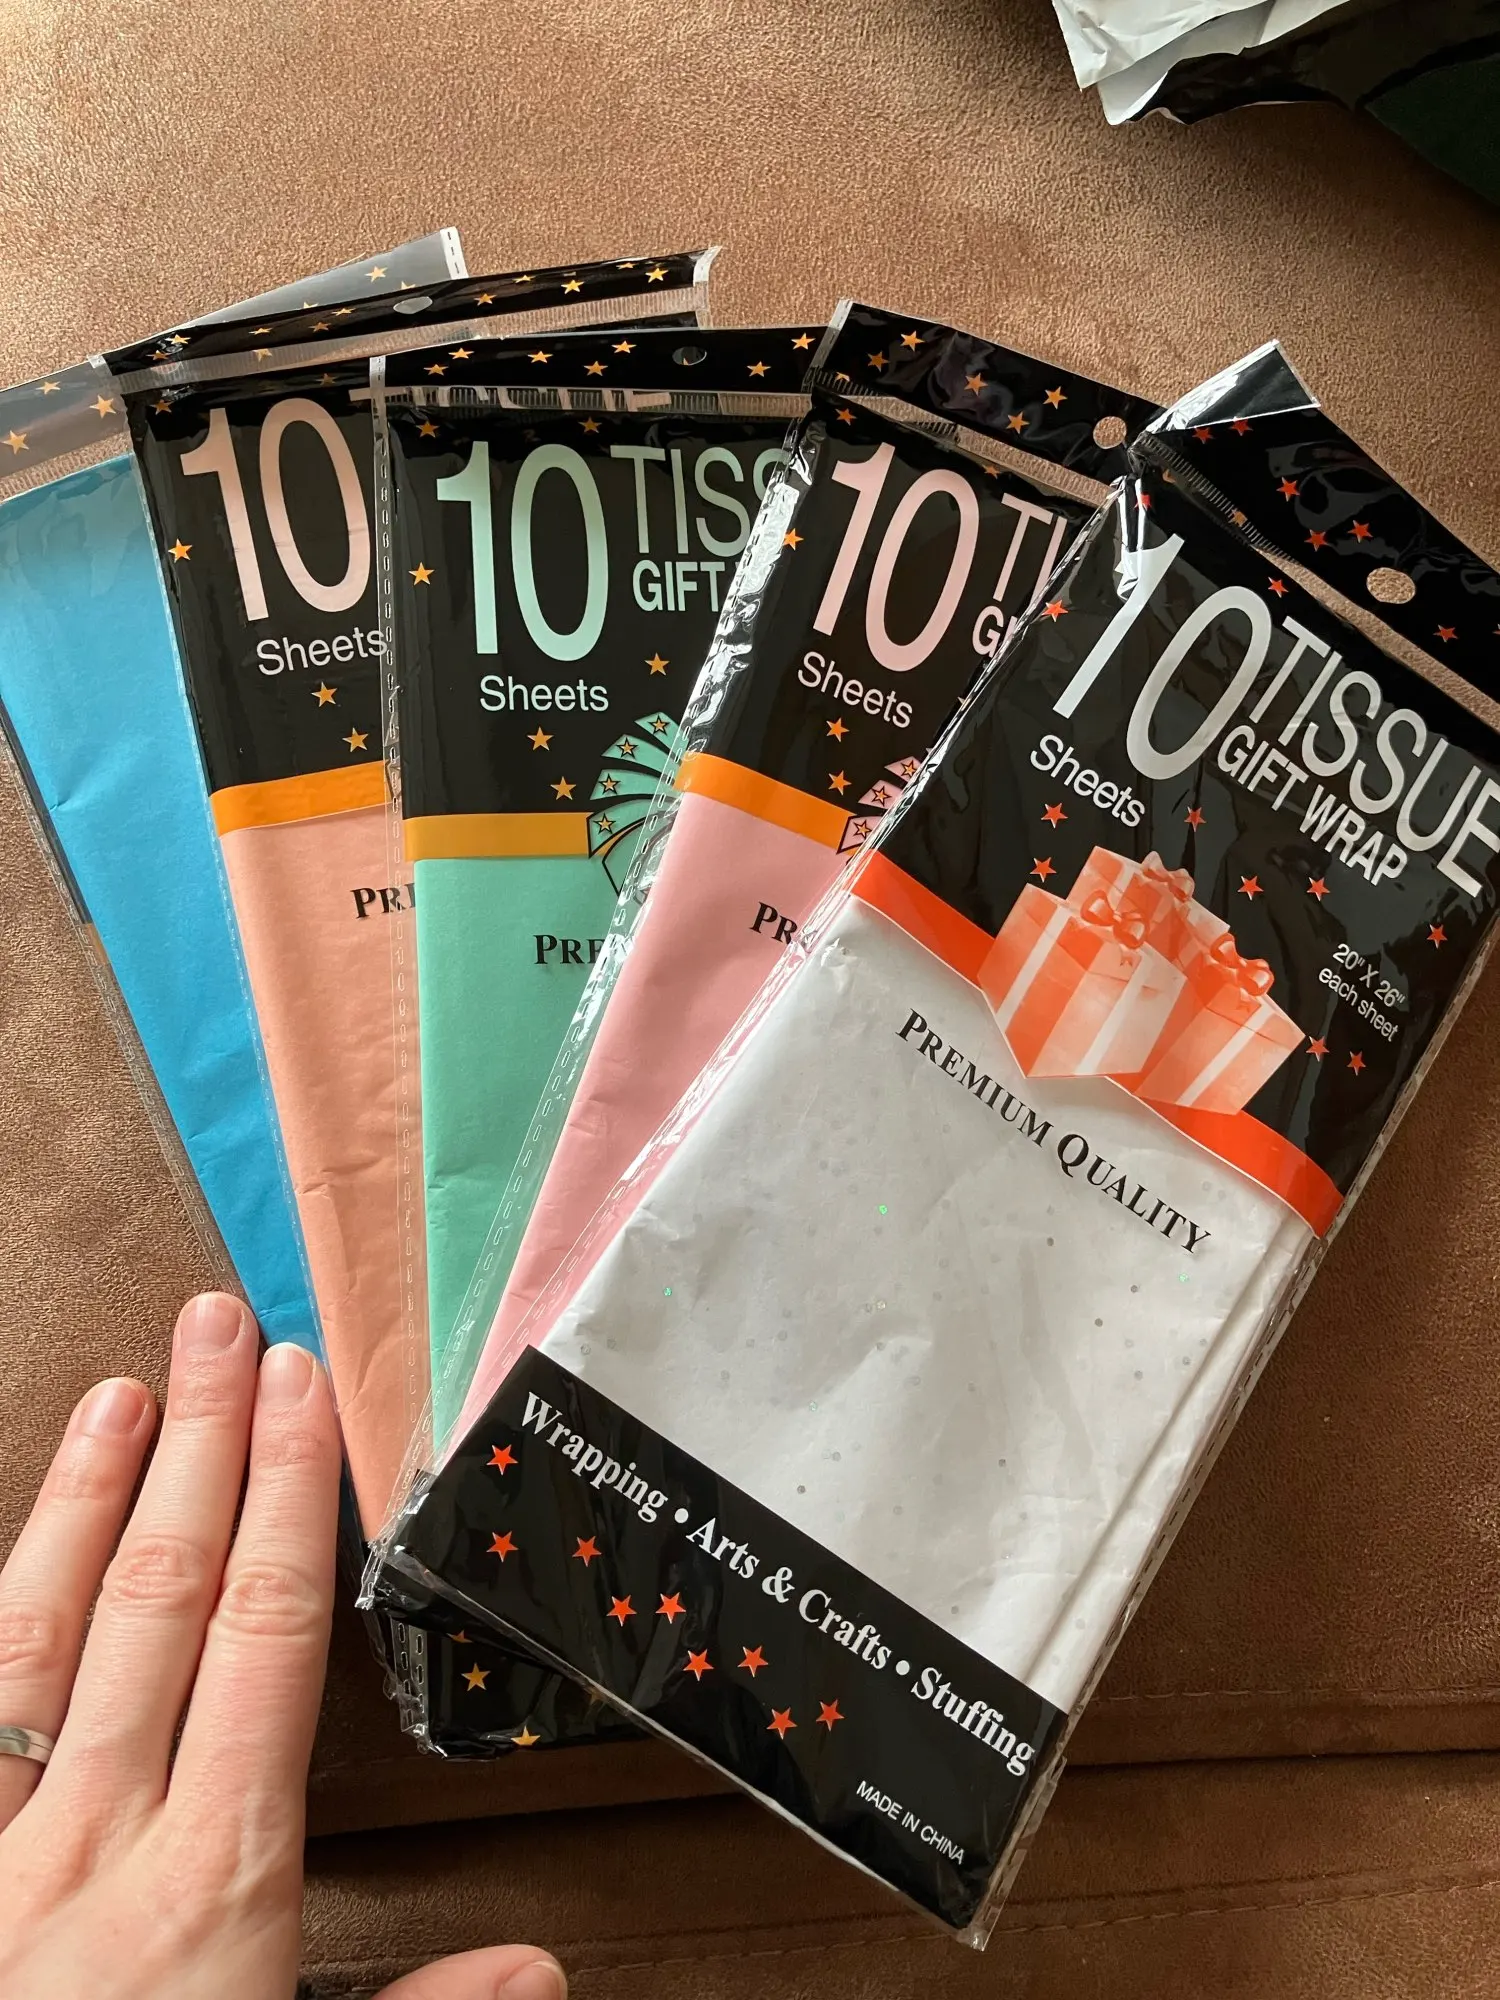 10
Sheets
10 TISS
GIFT
Sheets
PRE
10 TI
Sheets
10 TISSUE
GIFT WRAP
Sheets
20" X 26"
each sheet
PREMIUM QUALITY
Wrapping • Arts & Crafts • Stuffing
MADE IN CHINA